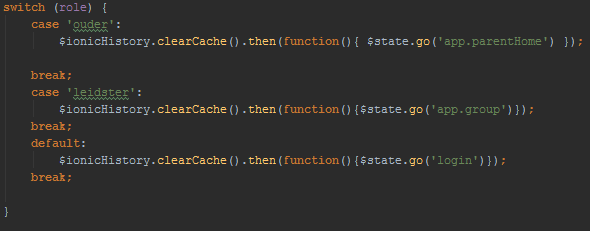 switch (role) {
case 'ouder':
$ionicHistory.clearCache().then(function(){ $state.go('app.parentHome') });
break;
case 'leidster':
$ionicHistory.clearCache().then(function(){$state.go('app.group')});
break;
default:
$ionicHistory.clearCache().then(function(){$state.go('login')});
break;
}